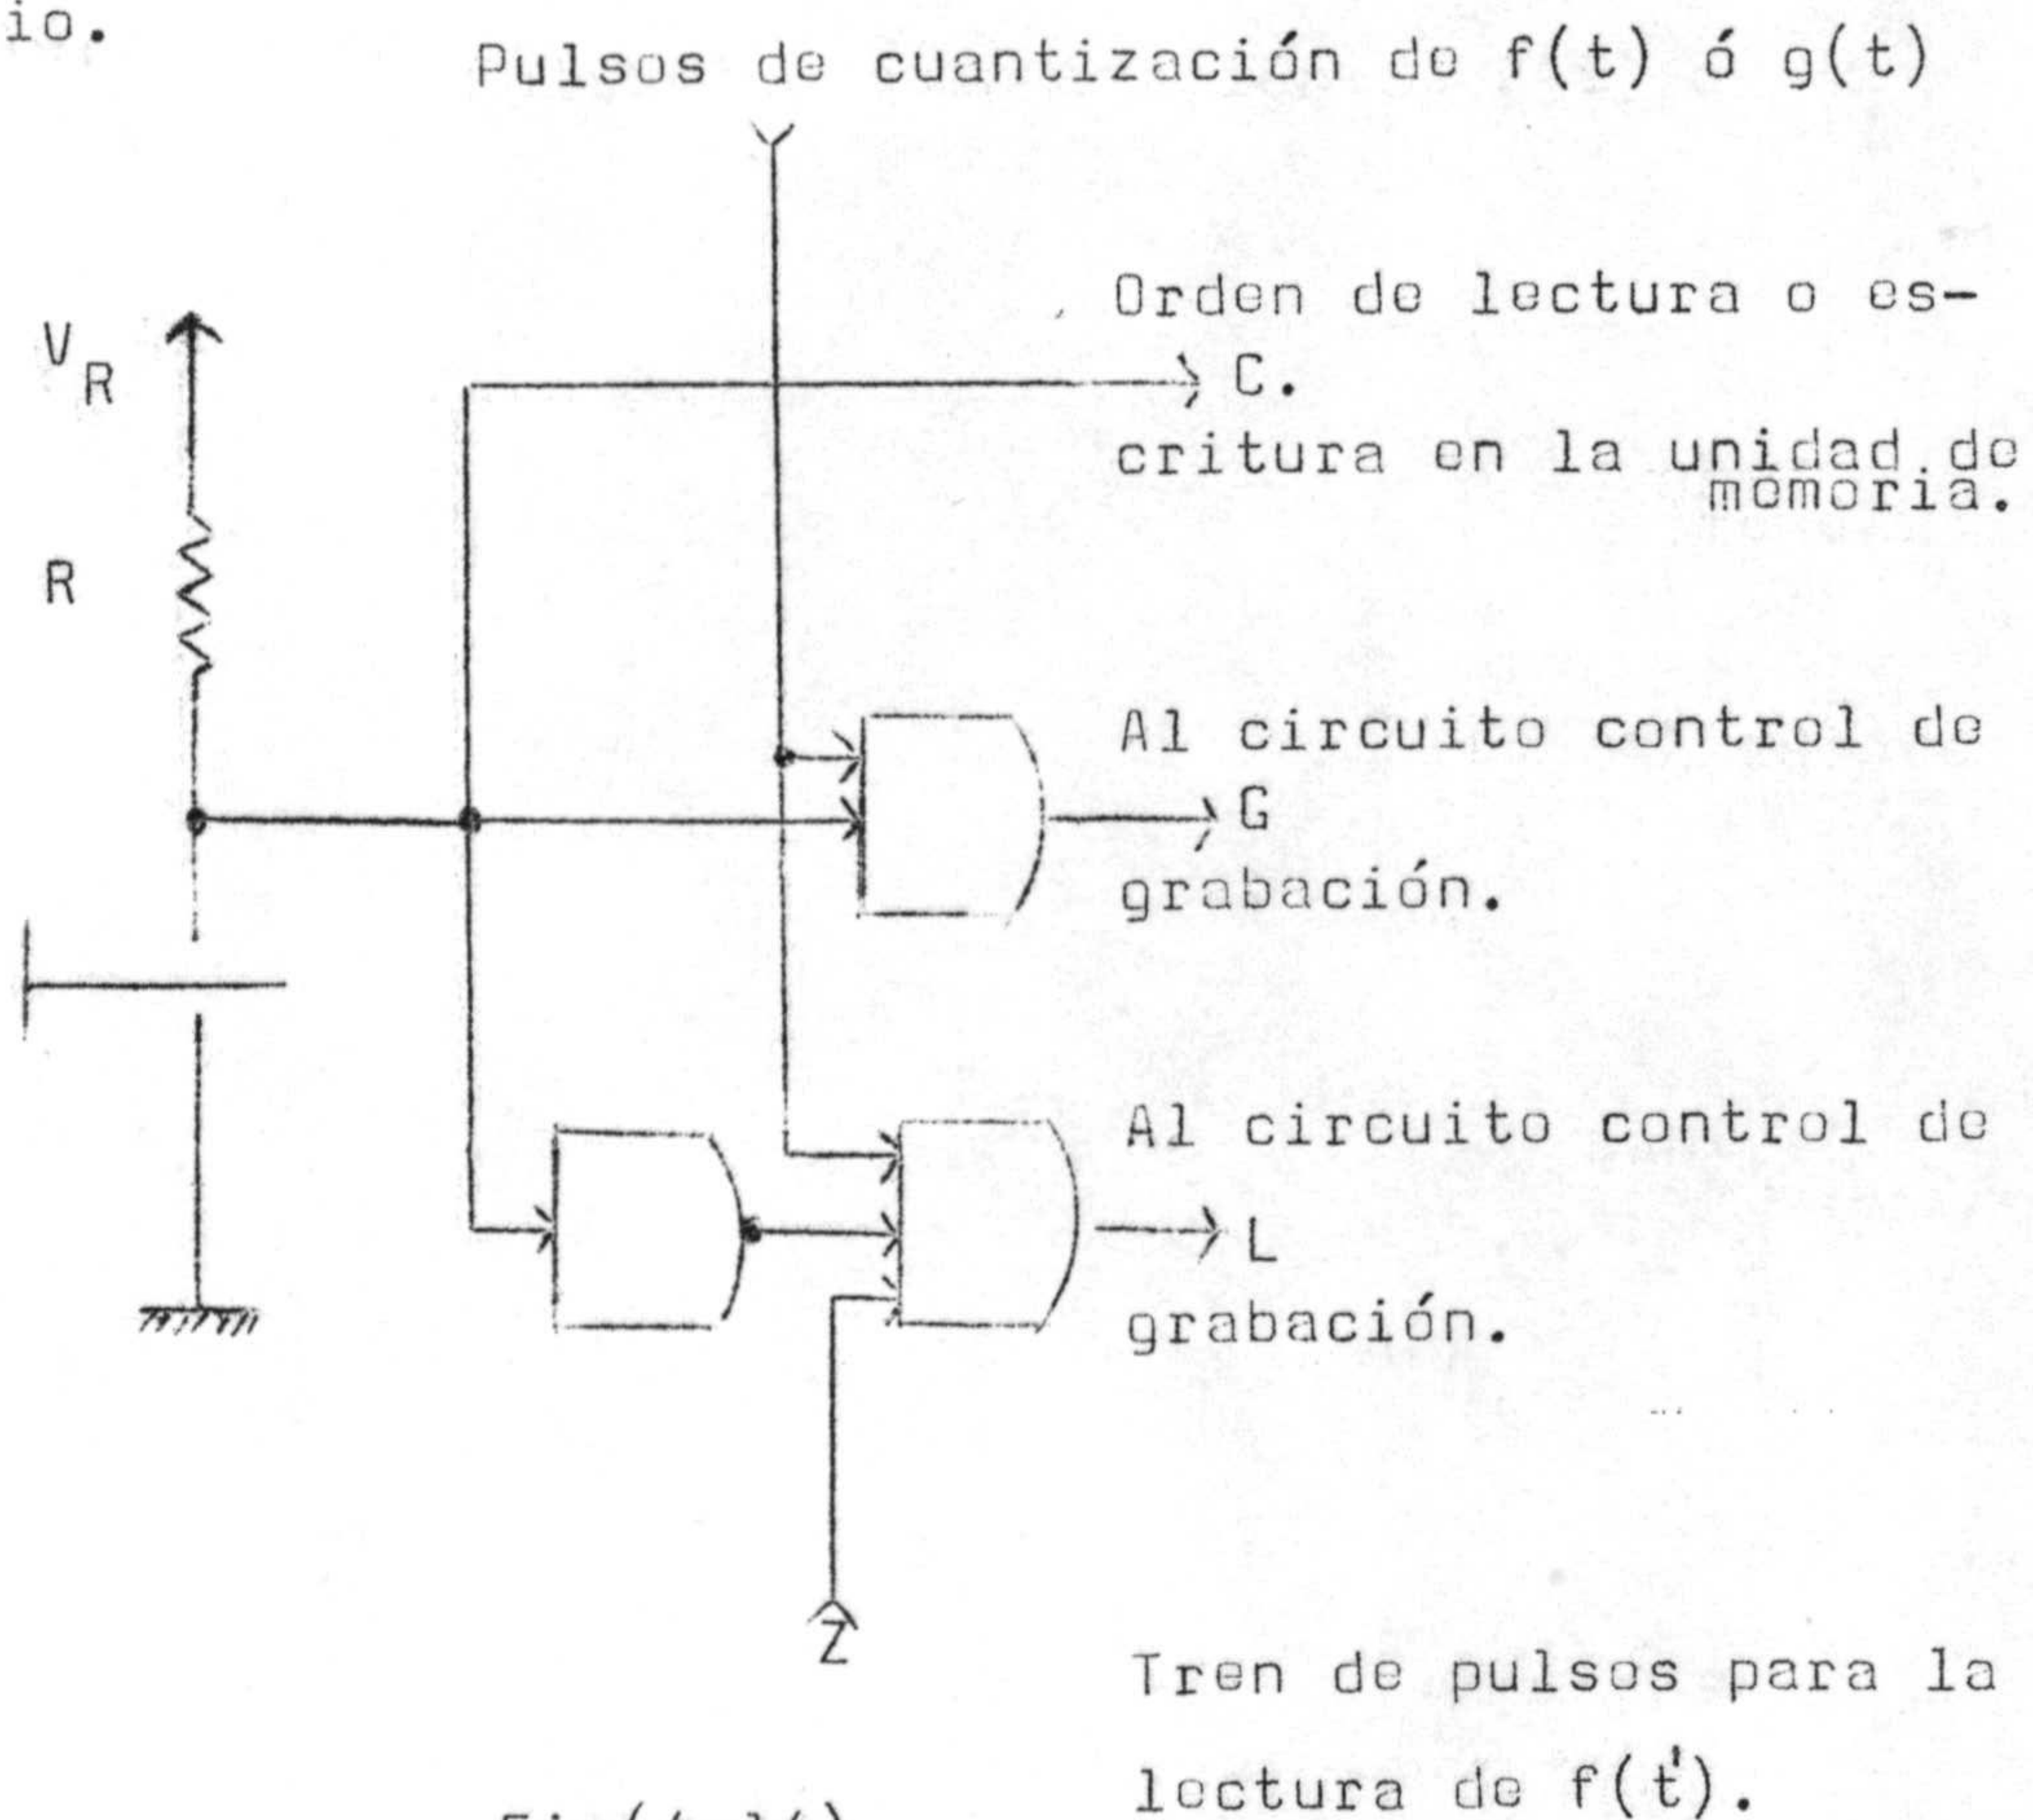 io.
Pulsos de cuantización de f(t) ó g(t)
Orden de lectura o es-
C.
critura en la unidad de
memoria.
V
R
R
Al circuito control de
G
grabación.
Al circuito control de
L
grabación.
Z
Tren de pulsos para la
lectura de f(t').